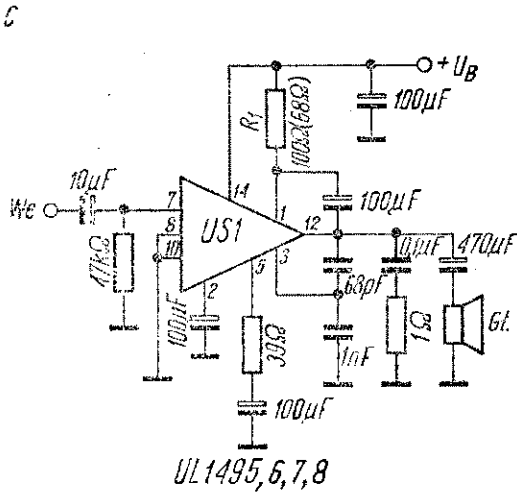 C
+UB
100µF
R1
100Ω(68Ω)
10µF
We
7
14
1
100µF
8
US1
12
10
0,1µF
470µF
47kΩ
2
5
3
68pF
100µF
39Ω
1nF
1Ω
Gł.
100µF
UL1495,6,7,8